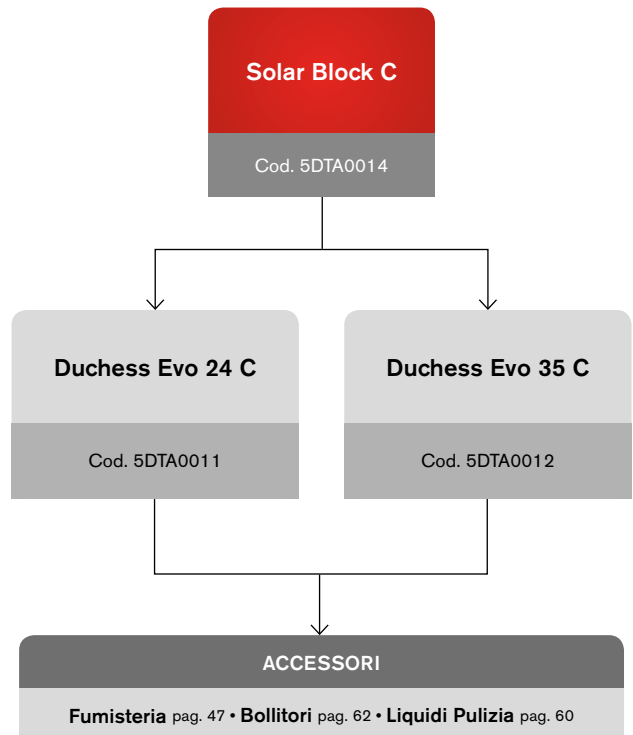 Solar Block C
Cod. 5DTA0014
Duchess Evo 24 C
Cod. 5DTA0011
Duchess Evo 35 C
Cod. 5DTA0012
ACCESSORI
Fumisteria pag. 47 • Bollitori pag. 62 • Liquidi Pulizia pag. 60